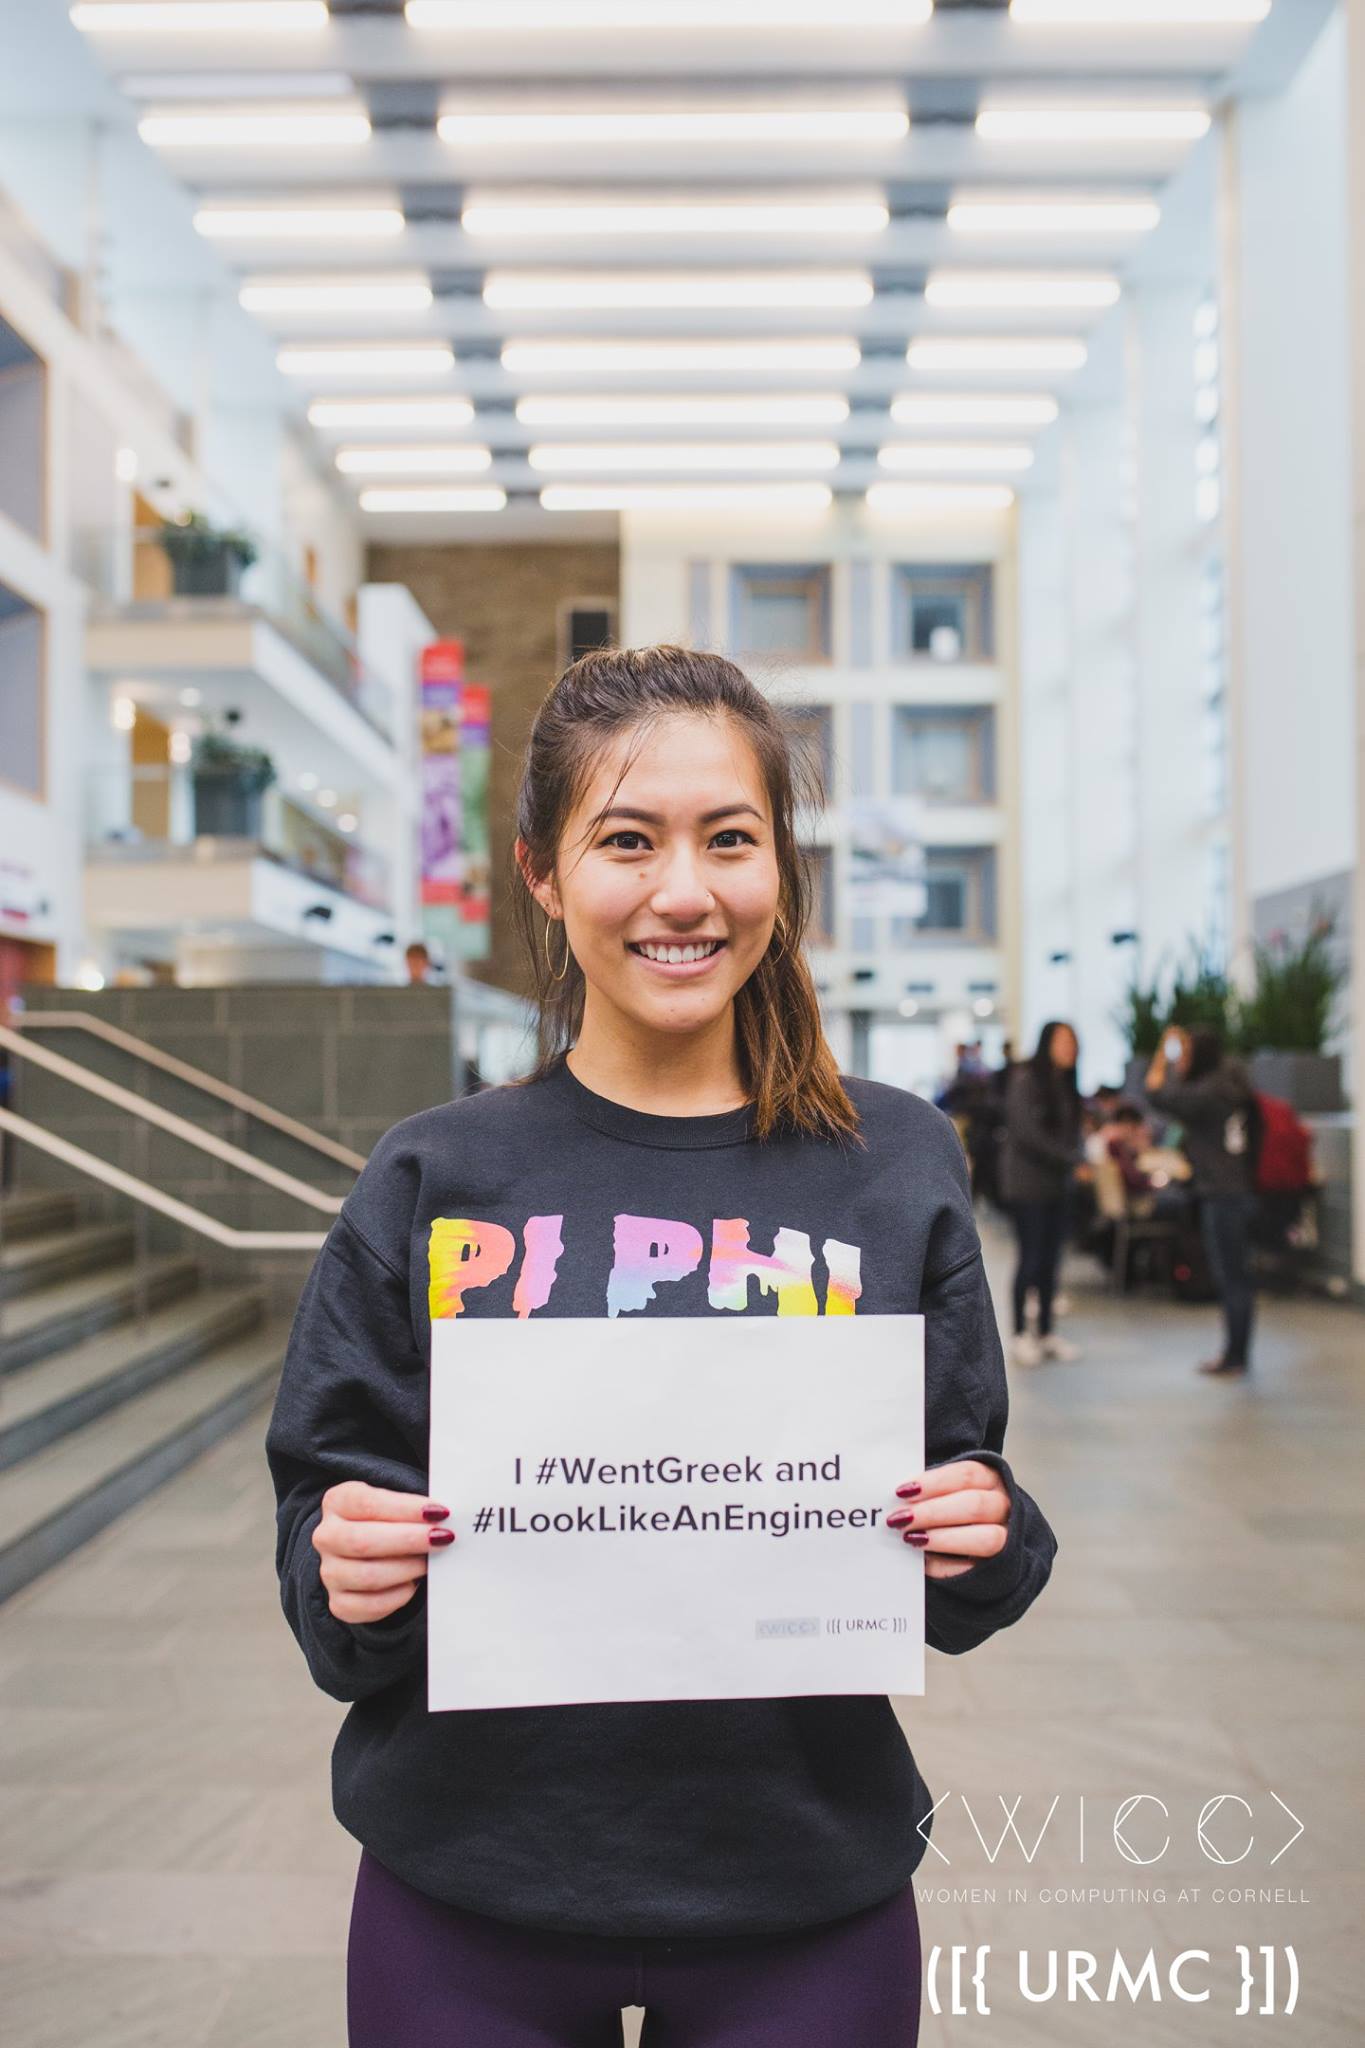 PI PHI
I #WentGreek and
#ILookLikeAnEngineer
<WICC> ([{ URMC }])
<WICC>
WOMEN IN COMPUTING AT CORNELL
([{ URMC }])